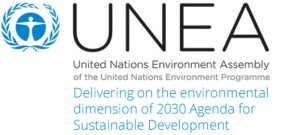 UNEA
United Nations Environment Assembly
of the United Nations Environment Programme
Delivering on the environmental
dimension of 2030 Agenda for
Sustainable Development